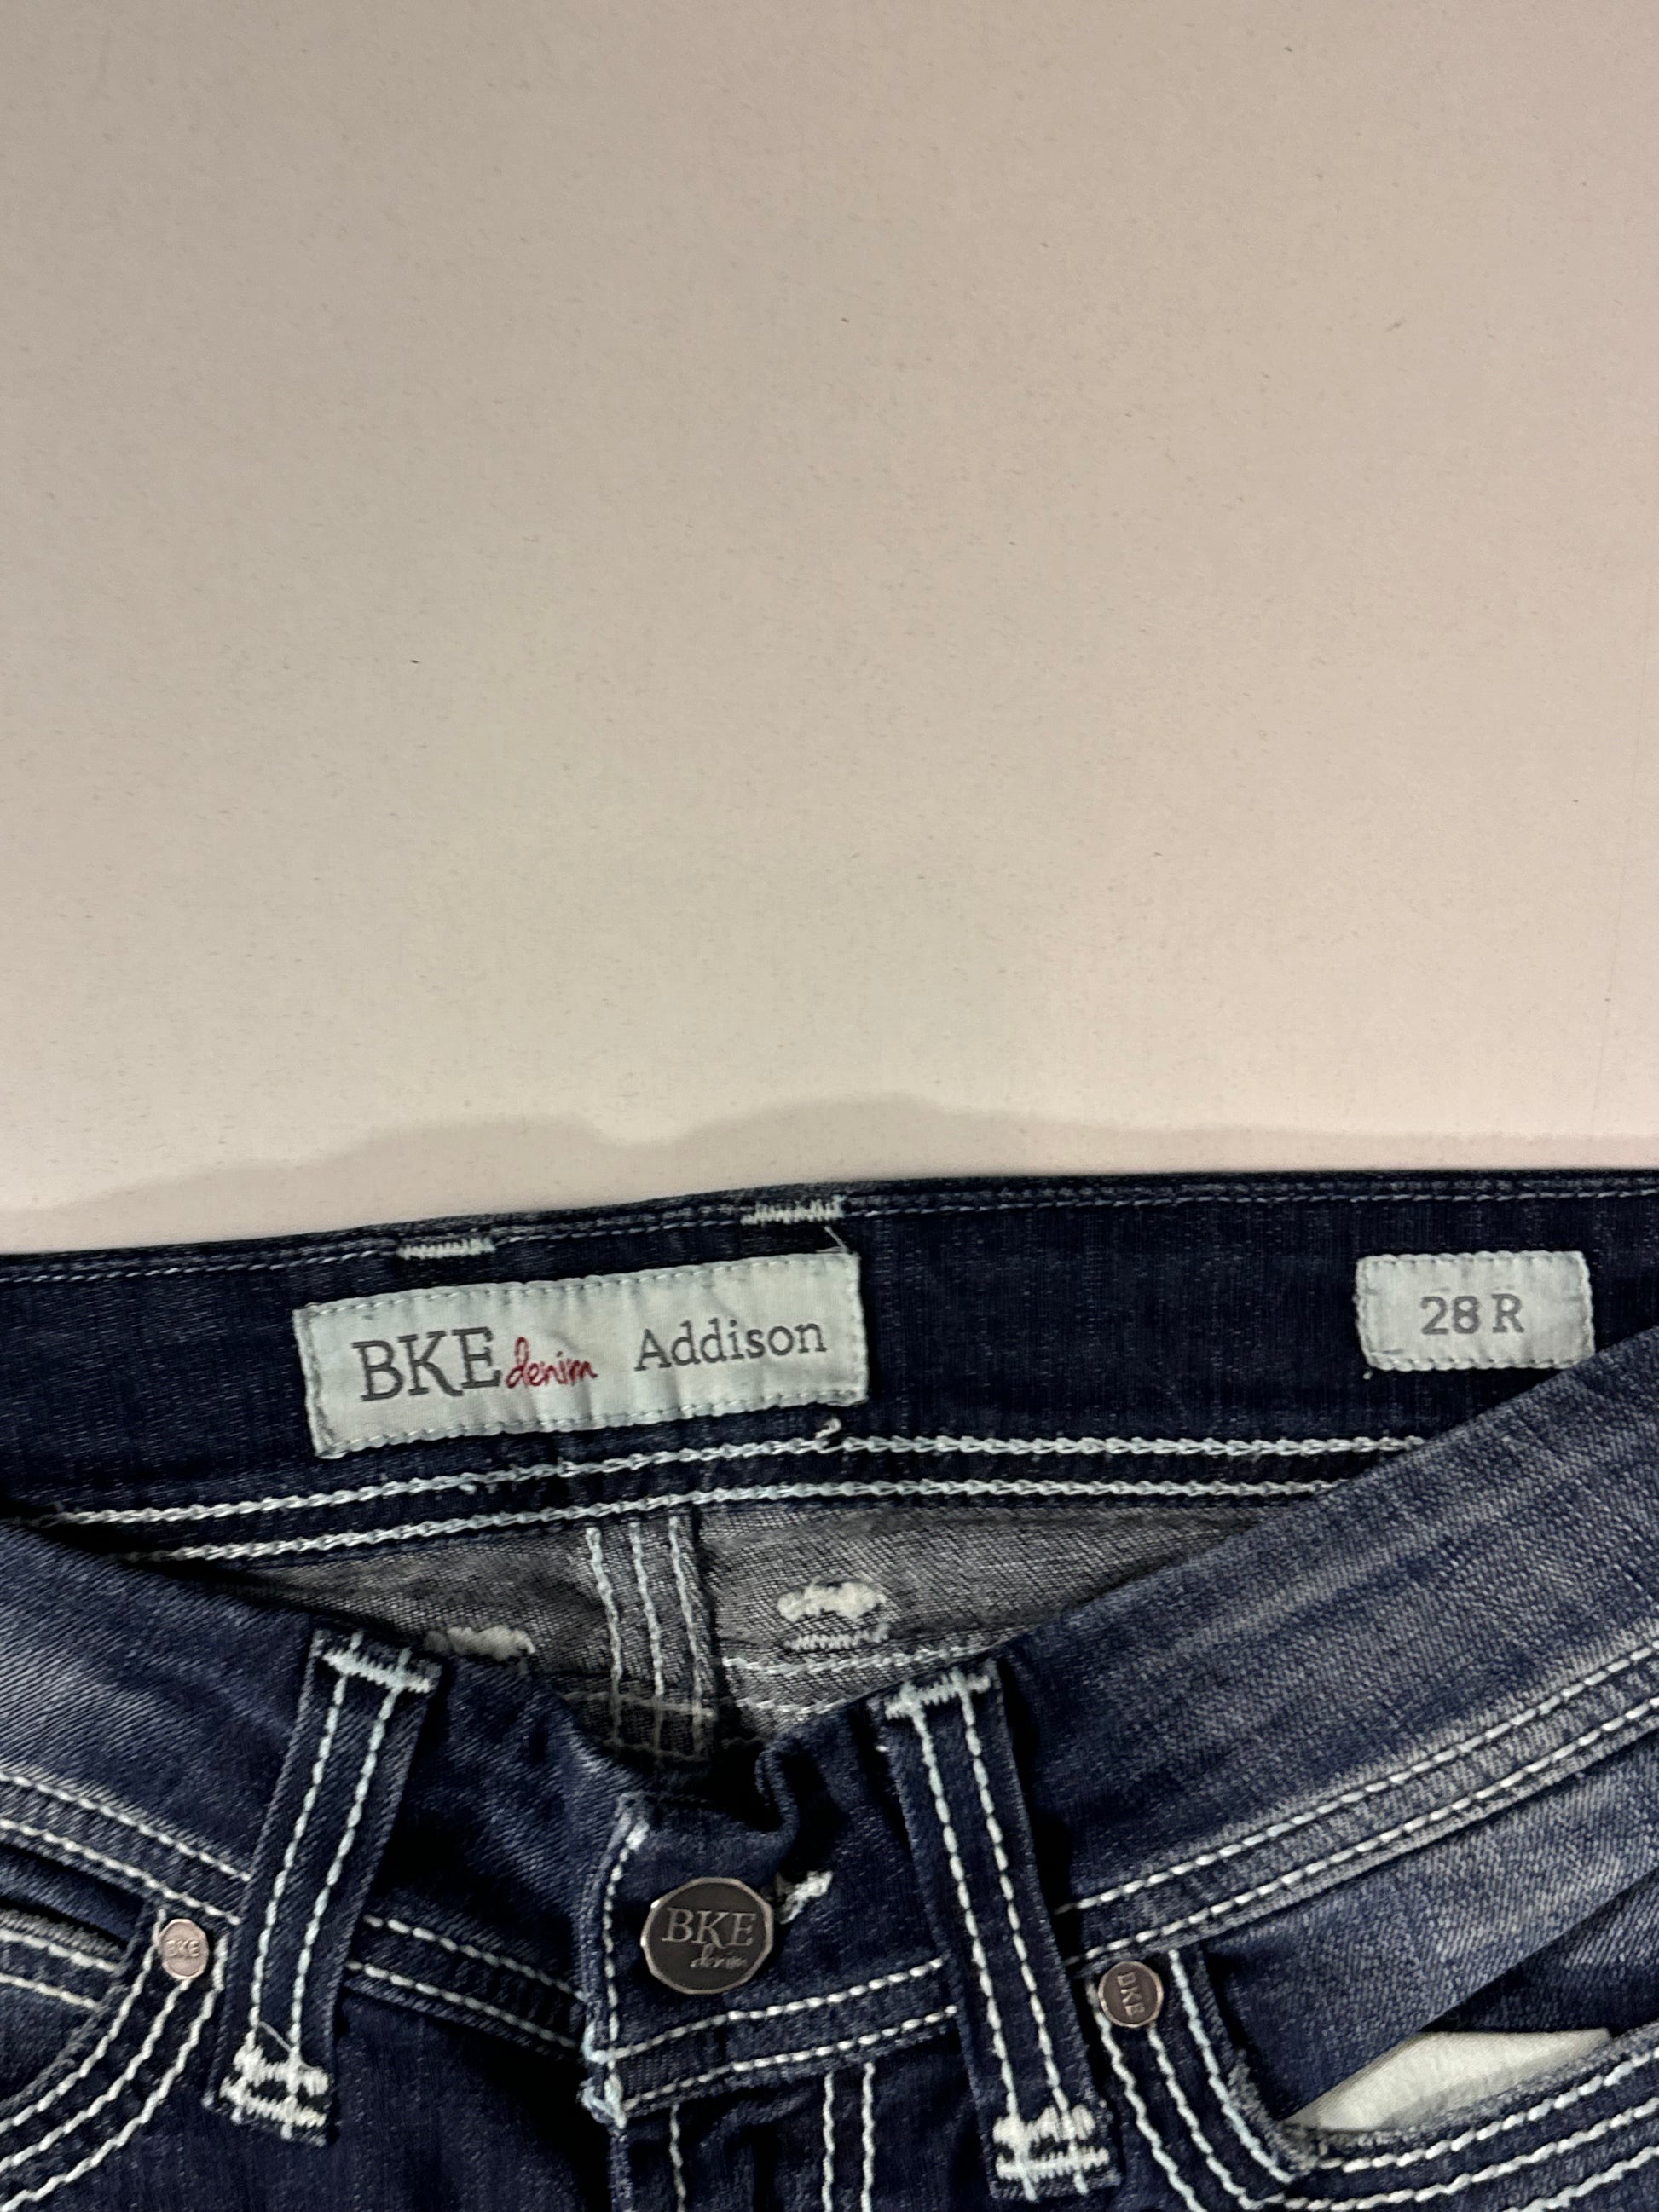 BKE denim Addison
28 R
BKE
denim
BKE
BKE